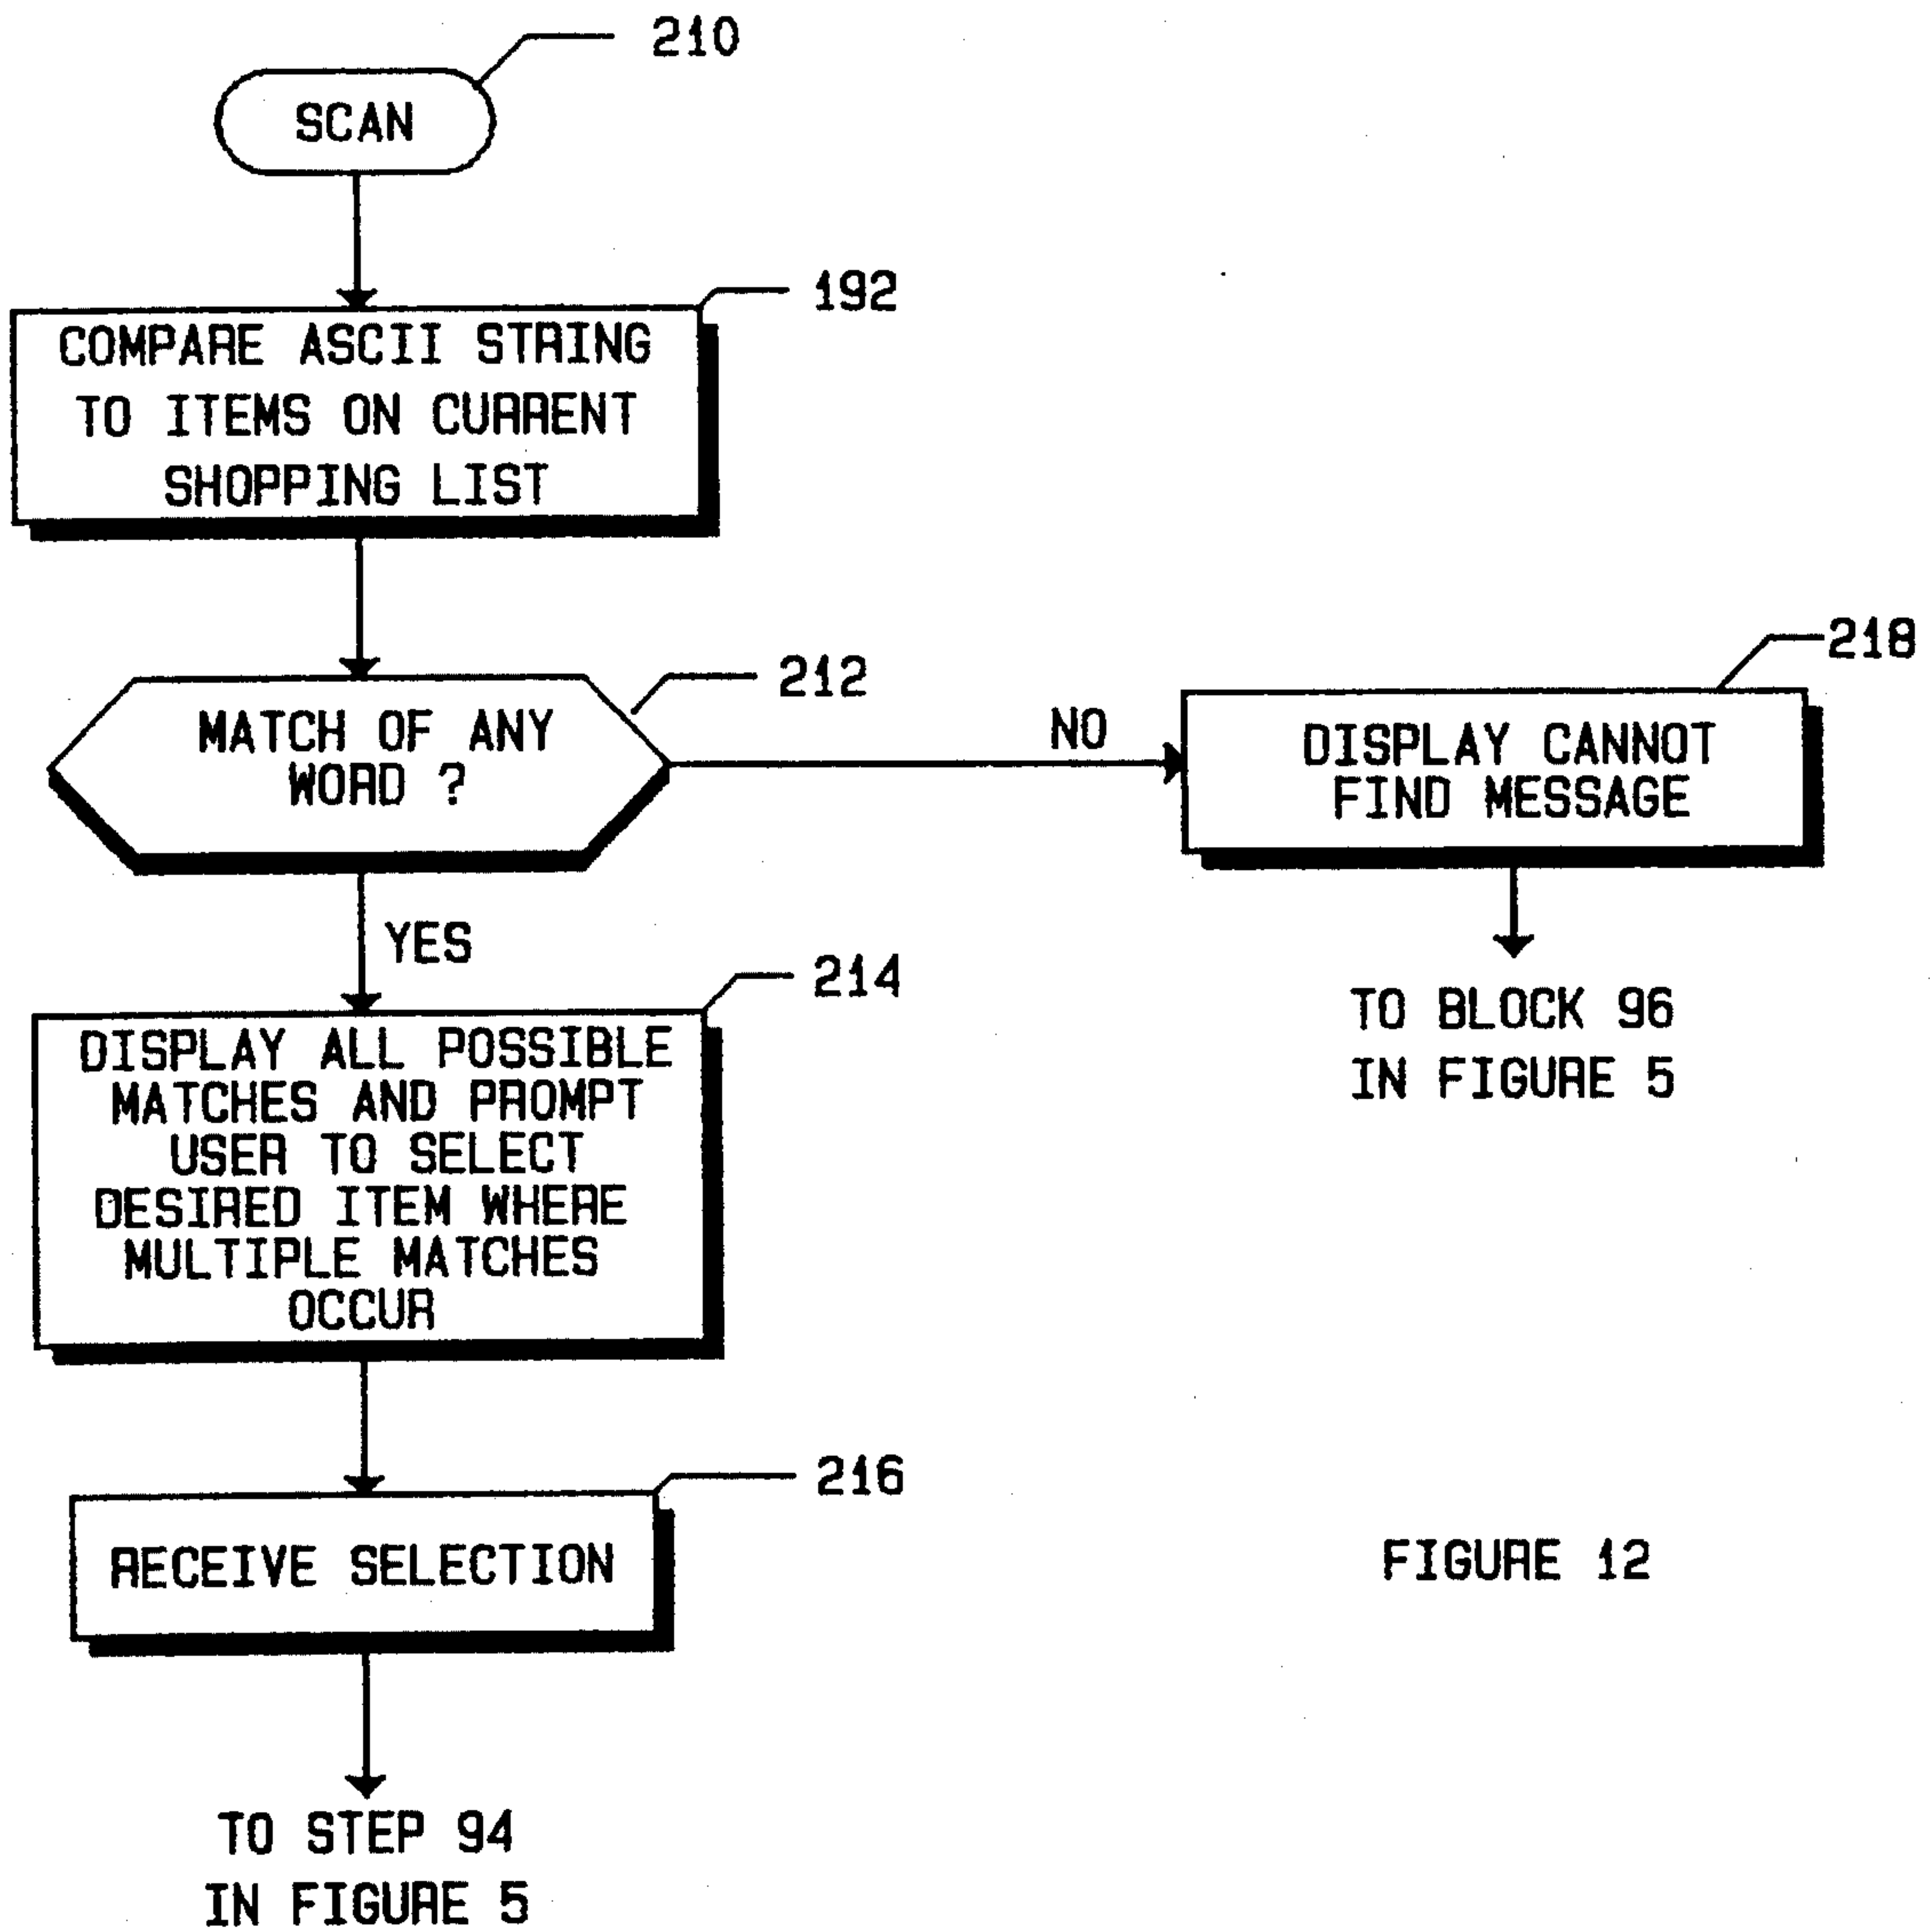 210
SCAN
192
COMPARE ASCII STRING
TO ITEMS ON CURRENT
SHOPPING LIST
212
MATCH OF ANY
WORD ?
NO
218
DISPLAY CANNOT
FIND MESSAGE
TO BLOCK 96
IN FIGURE 5
YES
214
DISPLAY ALL POSSIBLE
MATCHES AND PROMPT
USER TO SELECT
DESIRED ITEM WHERE
MULTIPLE MATCHES
OCCUR
216
RECEIVE SELECTION
TO STEP 94
IN FIGURE 5
FIGURE 12